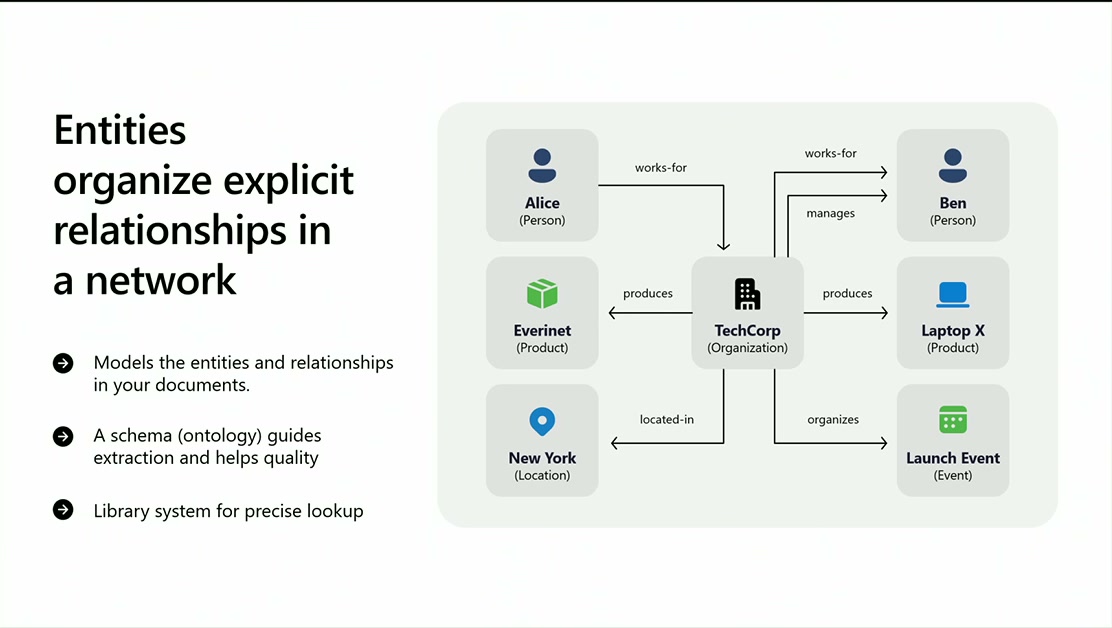 Entities
organize explicit
relationships in
a network
Models the entities and relationships
in your documents.
A schema (ontology) guides
extraction and helps quality
Library system for precise lookup
Alice
(Person)
works-for
works-for
manages
Ben
(Person)
Everinet
(Product)
produces
TechCorp
(Organization)
produces
Laptop X
(Product)
New York
(Location)
located-in
organizes
Launch Event
(Event)